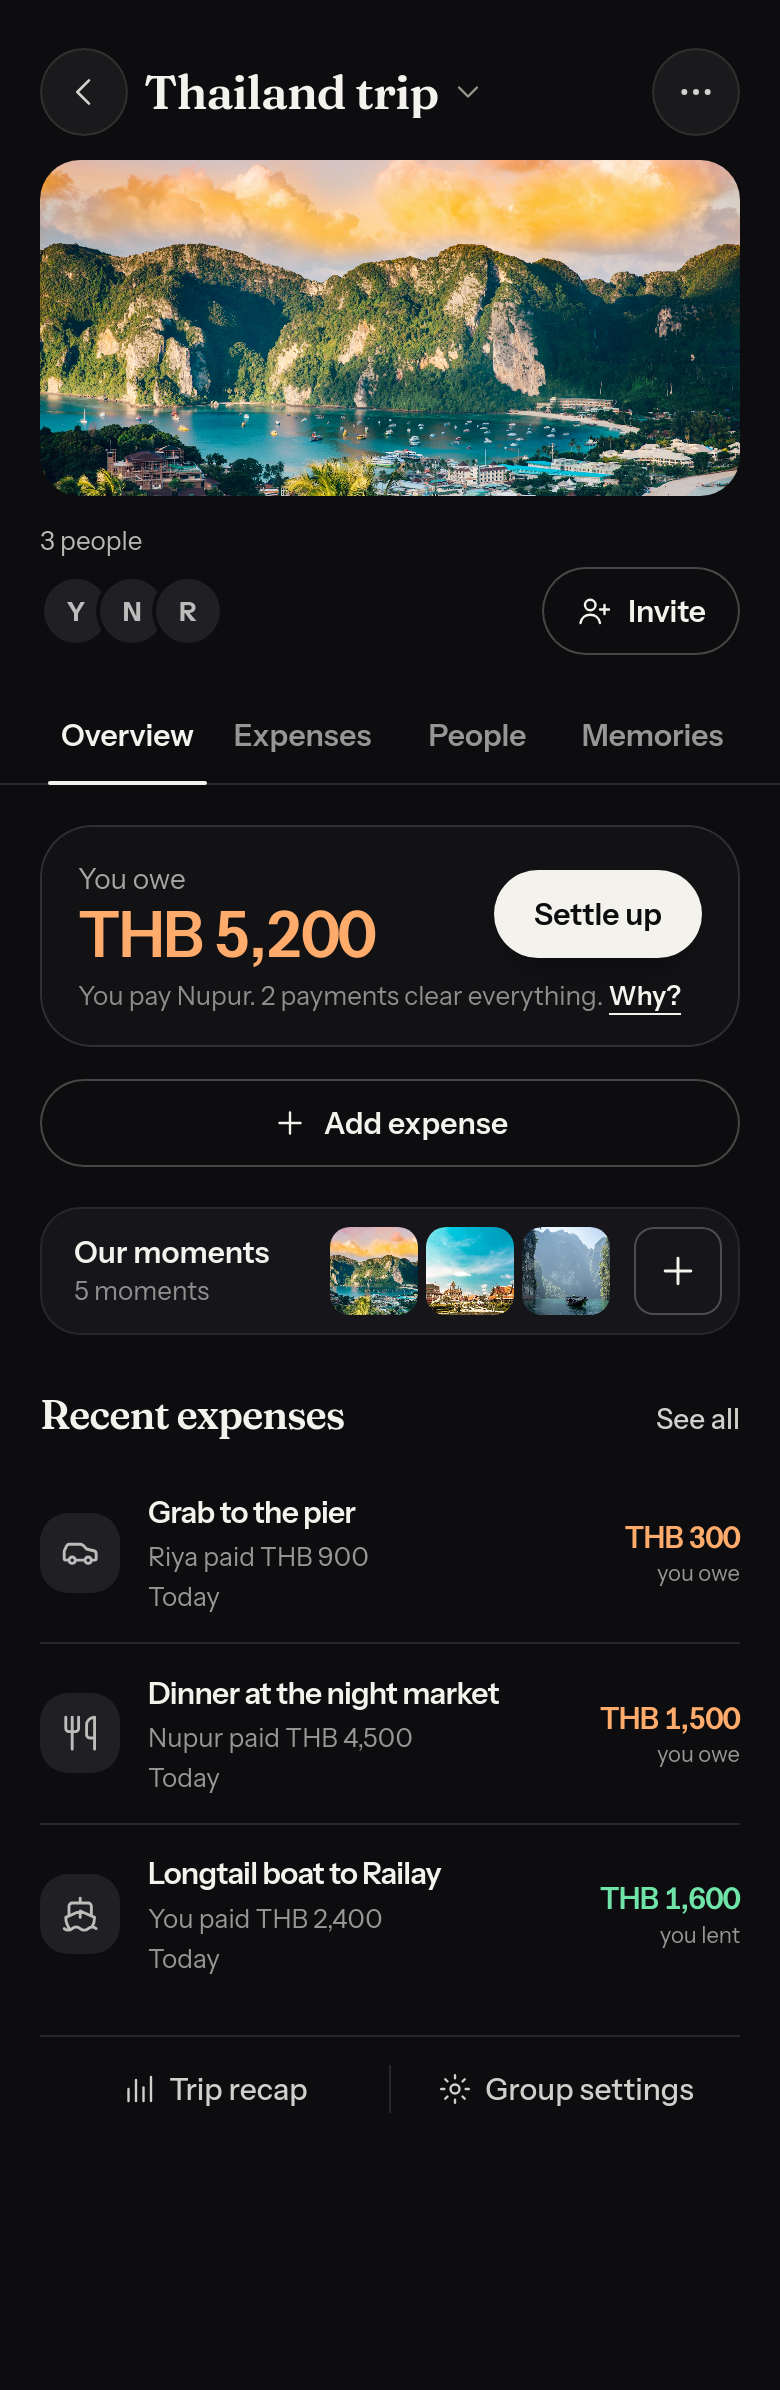 Thailand trip
3 people
Y N R
Invite
Overview Expenses People Memories
You owe
THB 5,200
Settle up
You pay Nupur. 2 payments clear everything. Why?
Add expense
Our moments
5 moments
Recent expenses
See all
Grab to the pier
Riya paid THB 900
Today
THB 300
you owe
Dinner at the night market
Nupur paid THB 4,500
Today
THB 1,500
you owe
Longtail boat to Railay
You paid THB 2,400
Today
THB 1,600
you lent
Trip recap
Group settings